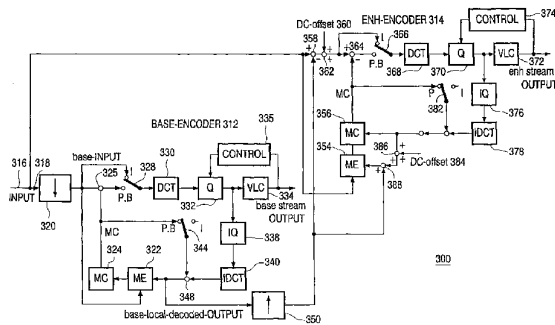 CONTROL
374
DC-offset 360
ENH-ENCODER 314
358
364
366
I
P.B
362
DCT
368
Q
370
VLC
372
enh stream
OUTPUT
MC
P
I
382
IQ
376
IDCT
378
356
MC
354
ME
386
DC-offset 384
388
BASE-ENCODER 312
335
CONTROL
316
318
INPUT
base-INPUT
325
328
I
P.B
330
DCT
Q
332
VLC
334
base stream
OUTPUT
320
MC
P.B
I
344
IQ
338
IDCT
340
324
MC
322
ME
348
base-local-decoded-OUTPUT
350
300